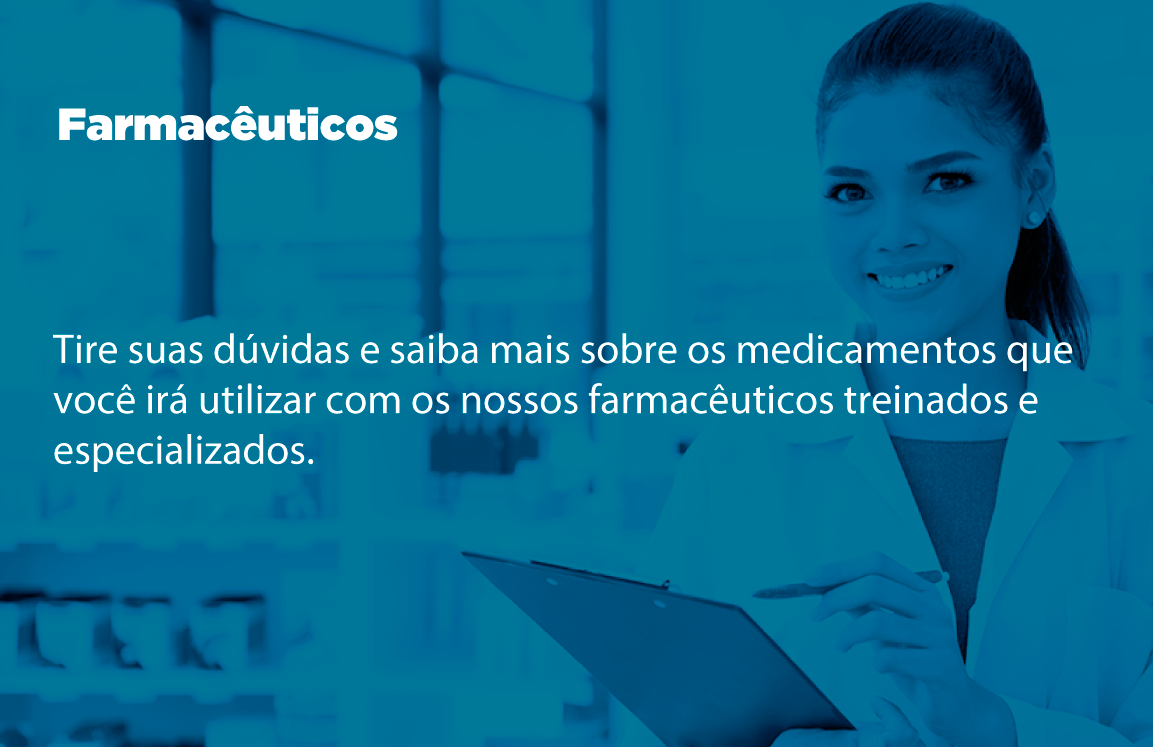 Farmacêuticos
Tire suas dúvidas e saiba mais sobre os medicamentos que
você irá utilizar com os nossos farmacêuticos treinados e
especializados.